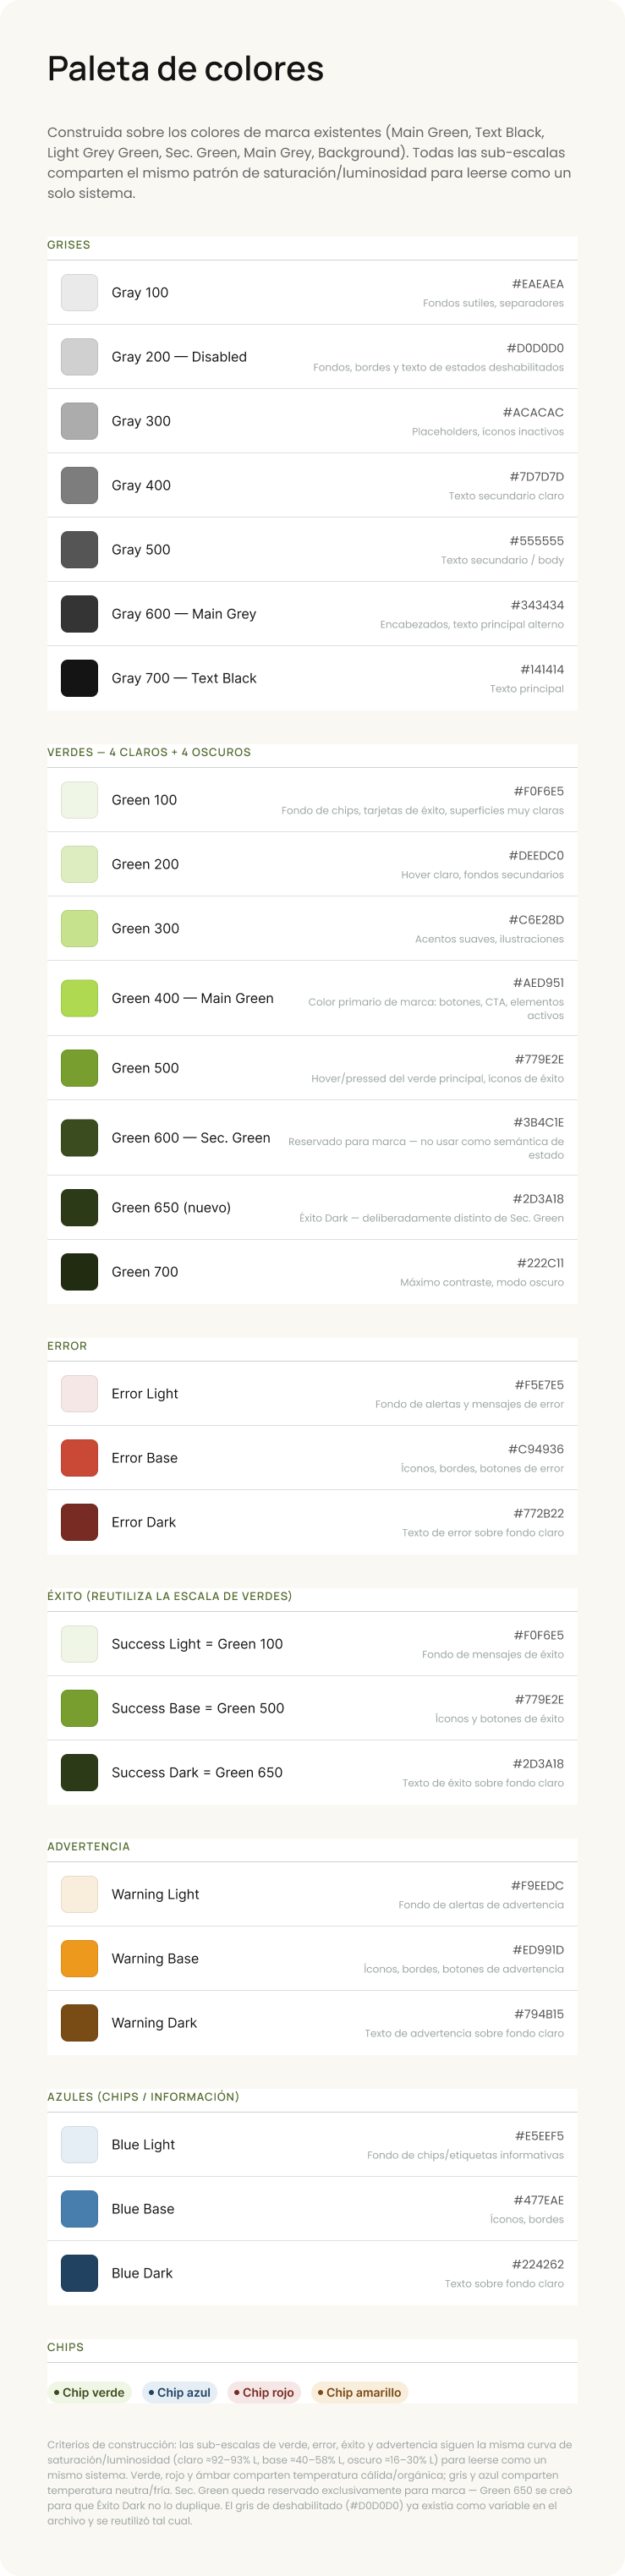 Paleta de colores
Construida sobre los colores de marca existentes (Main Green, Text Black,
Light Grey Green, Sec. Green, Main Grey, Background). Todas las sub-escalas
comparten el mismo patrón de saturación/luminosidad para leerse como un
solo sistema.
GRISES
Gray 100
#EAEAEA
Fondos sutiles, separadores
Gray 200 — Disabled
#D0D0D0
Fondos, bordes y texto de estados deshabilitados
Gray 300
#ACACAC
Placeholders, íconos inactivos
Gray 400
#7D7D7D
Texto secundario claro
Gray 500
#555555
Texto secundario / body
Gray 600 — Main Grey
#343434
Encabezados, texto principal alterno
Gray 700 — Text Black
#141414
Texto principal
VERDES — 4 CLAROS + 4 OSCUROS
Green 100
#F0F6E5
Fondo de chips, tarjetas de éxito, superficies muy claras
Green 200
#DEEDC0
Hover claro, fondos secundarios
Green 300
#C6E28D
Acentos suaves, ilustraciones
Green 400 — Main Green
#AED951
Color primario de marca: botones, CTA, elementos
activos
Green 500
#779E2E
Hover/pressed del verde principal, íconos de éxito
Green 600 — Sec. Green
#3B4C1E
Reservado para marca — no usar como semántica de
estado
Green 650 (nuevo)
#2D3A18
Éxito Dark — deliberadamente distinto de Sec. Green
Green 700
#222C11
Máximo contraste, modo oscuro
ERROR
Error Light
#F5E7E5
Fondo de alertas y mensajes de error
Error Base
#C94936
Íconos, bordes, botones de error
Error Dark
#772B22
Texto de error sobre fondo claro
ÉXITO (REUTILIZA LA ESCALA DE VERDES)
Success Light = Green 100
#F0F6E5
Fondo de mensajes de éxito
Success Base = Green 500
#779E2E
Íconos y botones de éxito
Success Dark = Green 650
#2D3A18
Texto de éxito sobre fondo claro
ADVERTENCIA
Warning Light
#F9EEDC
Fondo de alertas de advertencia
Warning Base
#ED991D
Íconos, bordes, botones de advertencia
Warning Dark
#794B15
Texto de advertencia sobre fondo claro
AZULES (CHIPS / INFORMACIÓN)
Blue Light
#E5EEF5
Fondo de chips/etiquetas informativas
Blue Base
#477EAE
Íconos, bordes
Blue Dark
#224262
Texto sobre fondo claro
CHIPS
• Chip verde • Chip azul • Chip rojo • Chip amarillo
Criterios de construcción: las sub-escalas de verde, error, éxito y advertencia siguen la misma curva de
saturación/luminosidad (claro ≈92–93% L, base ≈40–58% L, oscuro ≈16–30% L) para leerse como un
mismo sistema. Verde, rojo y ámbar comparten temperatura cálida/orgánica; gris y azul comparten
temperatura neutra/fría. Sec. Green queda reservado exclusivamente para marca — Green 650 se creó
para que Éxito Dark no lo duplique. El gris de deshabilitado (#D0D0D0) ya existía como variable en el
archivo y se reutilizó tal cual.